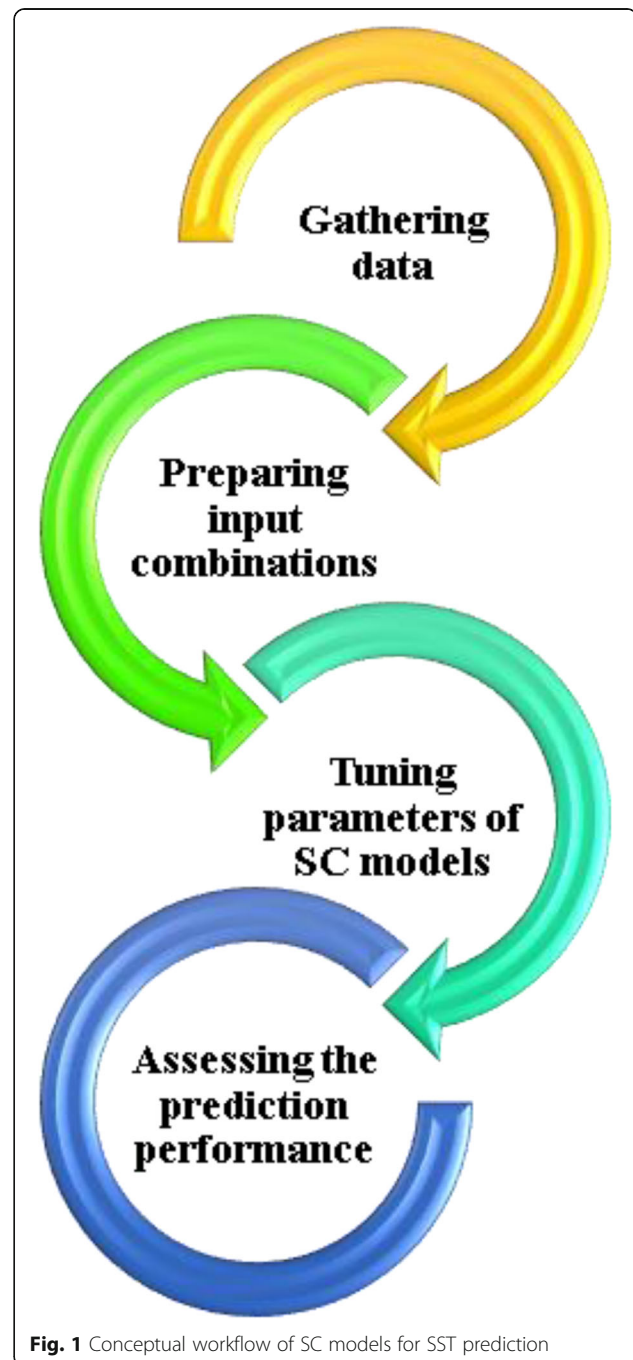 Gathering
data
Preparing
input
combinations
Tuning
parameters of
SC models
Assessing the
prediction
performance
Fig. 1 Conceptual workflow of SC models for SST prediction